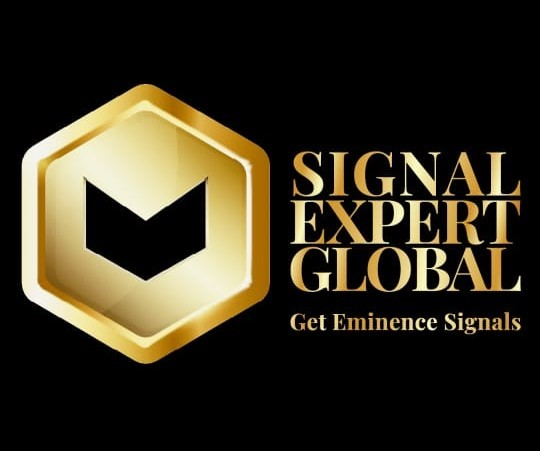 SIGNAL
EXPERT
GLOBAL
Get Eminence Signals